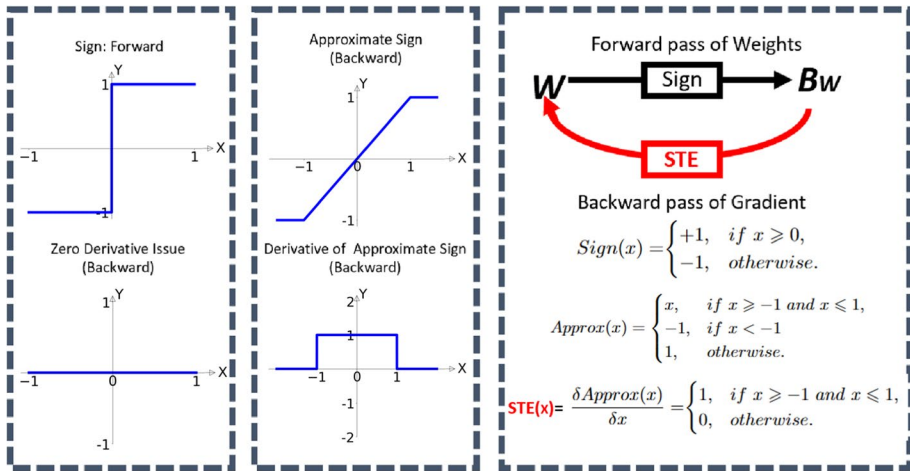 Sign: Forward
Y
1
−1
1
X
-1
Zero Derivative Issue
(Backward)
Y
1
−1
0
1
X
-1
Approximate Sign
(Backward)
Y
1
−1
0
1
X
-1
Derivative of Approximate Sign
(Backward)
Y
2
1
−1
0
1
X
-1
-2
Forward pass of Weights
W
Sign
Bw
STE
Backward pass of Gradient
Sign(x) = { +1, if x ⩾ 0,
−1, otherwise.
Approx(x) = { x, if x ⩾ −1 and x ⩽ 1,
−1, if x < −1
1, otherwise.
STE(x)= δApprox(x) / δx = { 1, if x ⩾ −1 and x ⩽ 1,
0, otherwise.